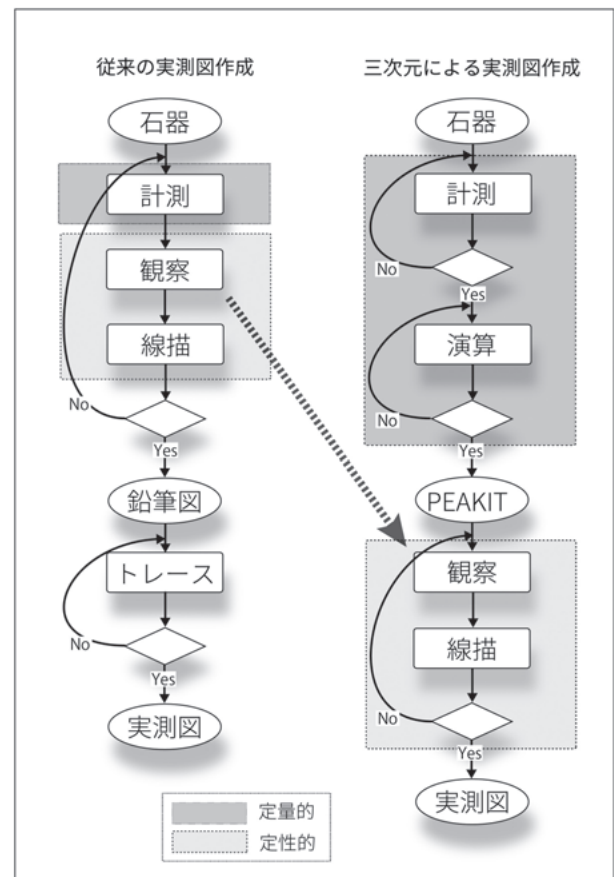 従来の実測図作成
石器
計測
観察
線描
No
Yes
鉛筆図
トレース
No
Yes
実測図
三次元による実測図作成
石器
計測
No
Yes
演算
No
Yes
PEAKIT
観察
線描
No
Yes
実測図
定量的
定性的